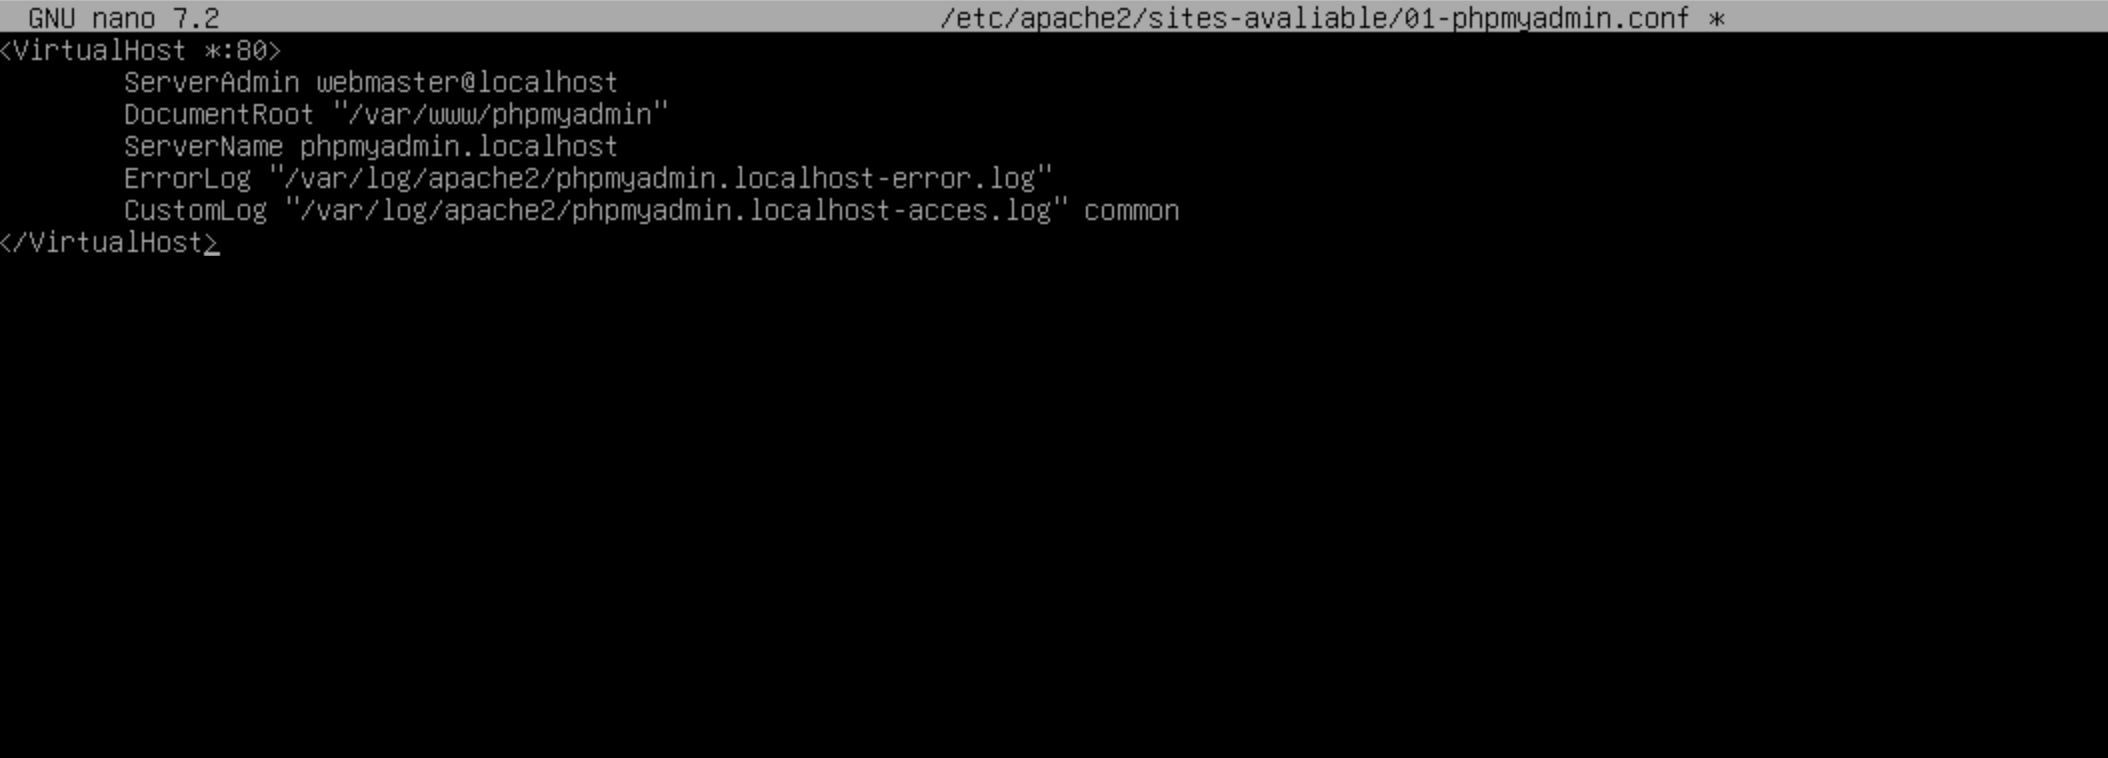 GNU nano 7.2 /etc/apache2/sites-avaliable/01-phpmyadmin.conf *
<VirtualHost *:80>
ServerAdmin webmaster@localhost
DocumentRoot "/var/www/phpmyadmin"
ServerName phpmyadmin.localhost
ErrorLog "/var/log/apache2/phpmyadmin.localhost-error.log"
CustomLog "/var/log/apache2/phpmyadmin.localhost-acces.log" common
</VirtualHost>